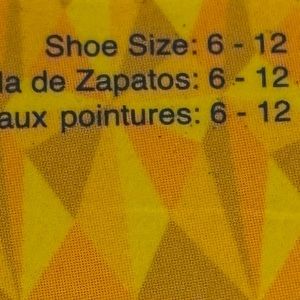 Shoe Size: 6 - 12
la de Zapatos: 6 - 12
aux pointures: 6 - 12